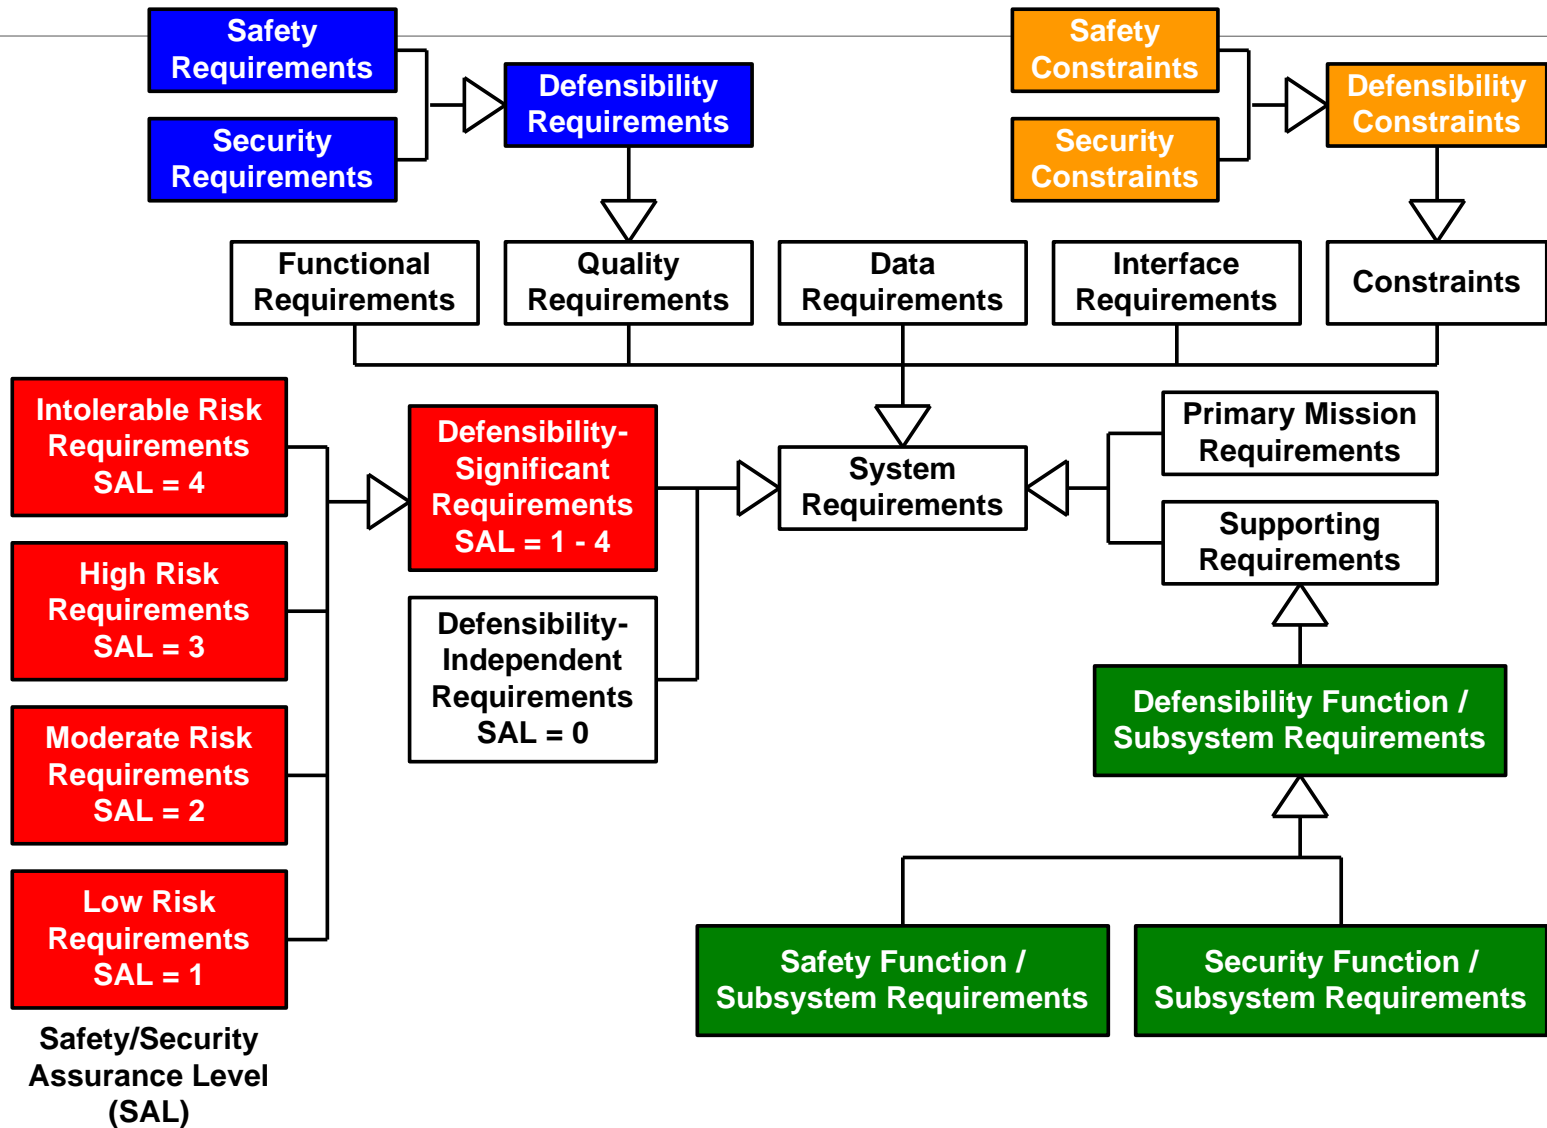 Safety
Requirements
Safety
Constraints
Defensibility
Requirements
Defensibility
Constraints
Security
Requirements
Security
Constraints
Functional
Requirements
Quality
Requirements
Data
Requirements
Interface
Requirements
Constraints
Intolerable Risk
Requirements
SAL = 4
Defensibility-
Significant
Requirements
SAL = 1 - 4
System
Requirements
Primary Mission
Requirements
Supporting
Requirements
High Risk
Requirements
SAL = 3
Defensibility-
Independent
Requirements
SAL = 0
Defensibility Function /
Subsystem Requirements
Moderate Risk
Requirements
SAL = 2
Low Risk
Requirements
SAL = 1
Safety Function /
Subsystem Requirements
Security Function /
Subsystem Requirements
Safety/Security
Assurance Level
(SAL)